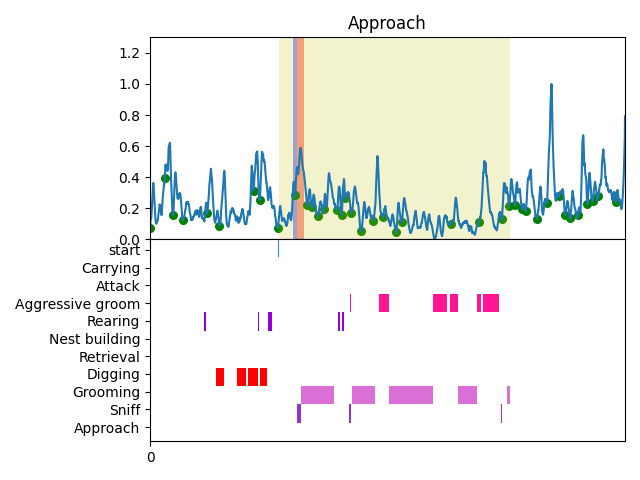 Approach
1.2
1.0
0.8
0.6
0.4
0.2
0.0
start
Carrying
Attack
Aggressive groom
Rearing
Nest building
Retrieval
Digging
Grooming
Sniff
Approach
0